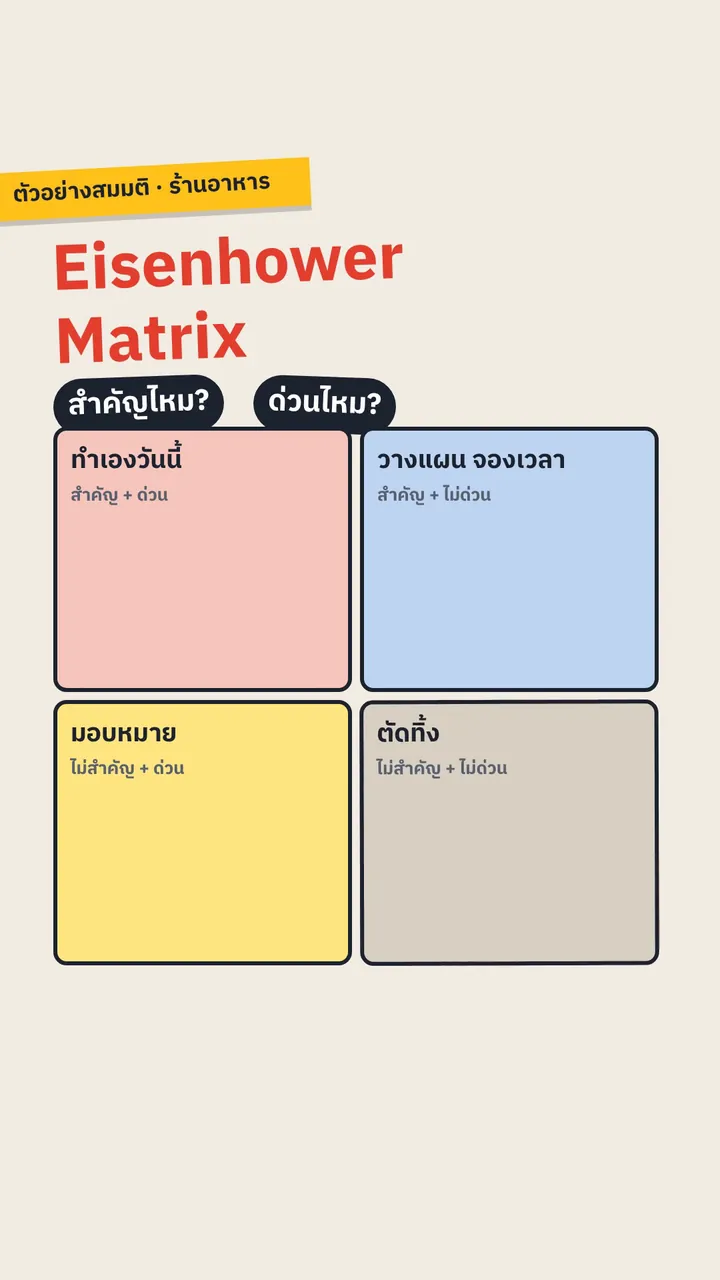 ตัวอย่างสมมติ · ร้านอาหาร
Eisenhower
Matrix
สำคัญไหม? ด่วนไหม?
ทำเองวันนี้
สำคัญ + ด่วน
วางแผน จองเวลา
สำคัญ + ไม่ด่วน
มอบหมาย
ไม่สำคัญ + ด่วน
ตัดทิ้ง
ไม่สำคัญ + ไม่ด่วน